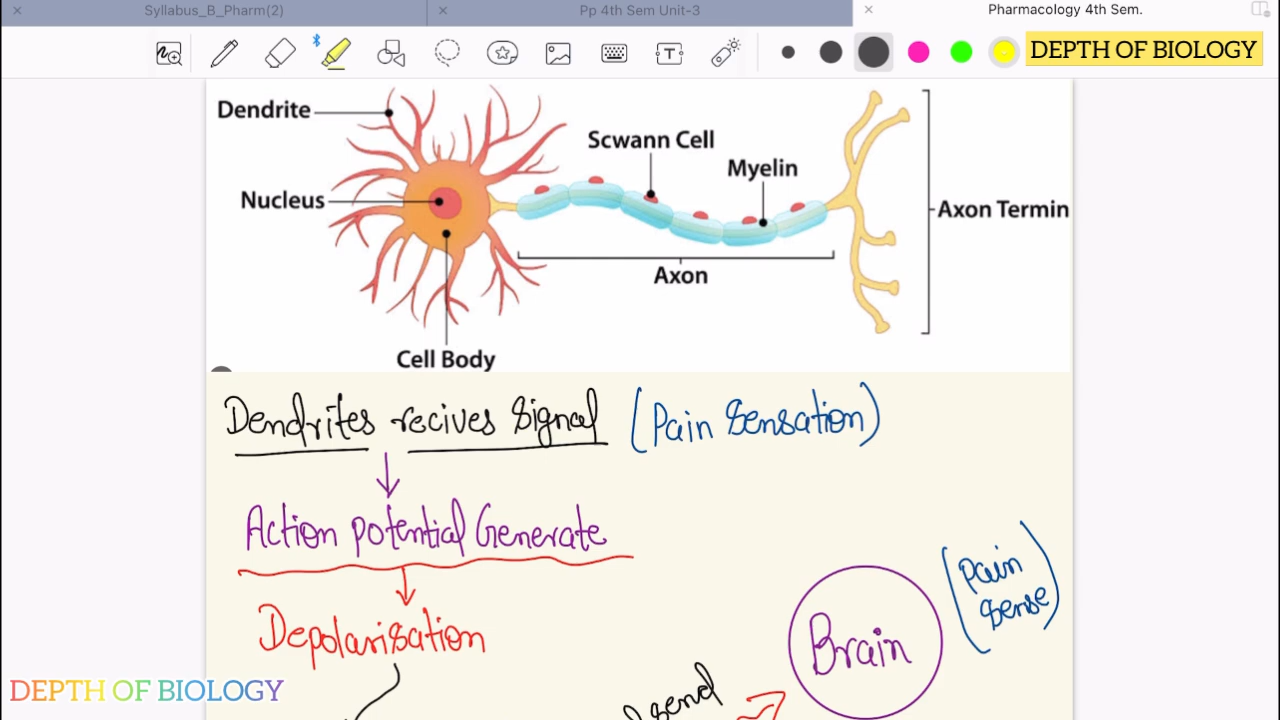 Syllabus_B_Pharm(2)
Pp 4th Sem Unit-3
Pharmacology 4th Sem.
DEPTH OF BIOLOGY
Dendrite
Scwann Cell
Myelin
Nucleus
Axon Termin
Axon
Cell Body
Dendrites recives Signal (Pain Sensation)
Action potential Generate
Depolarisation
Brain
(Pain
Sense)
send
DEPTH OF BIOLOGY